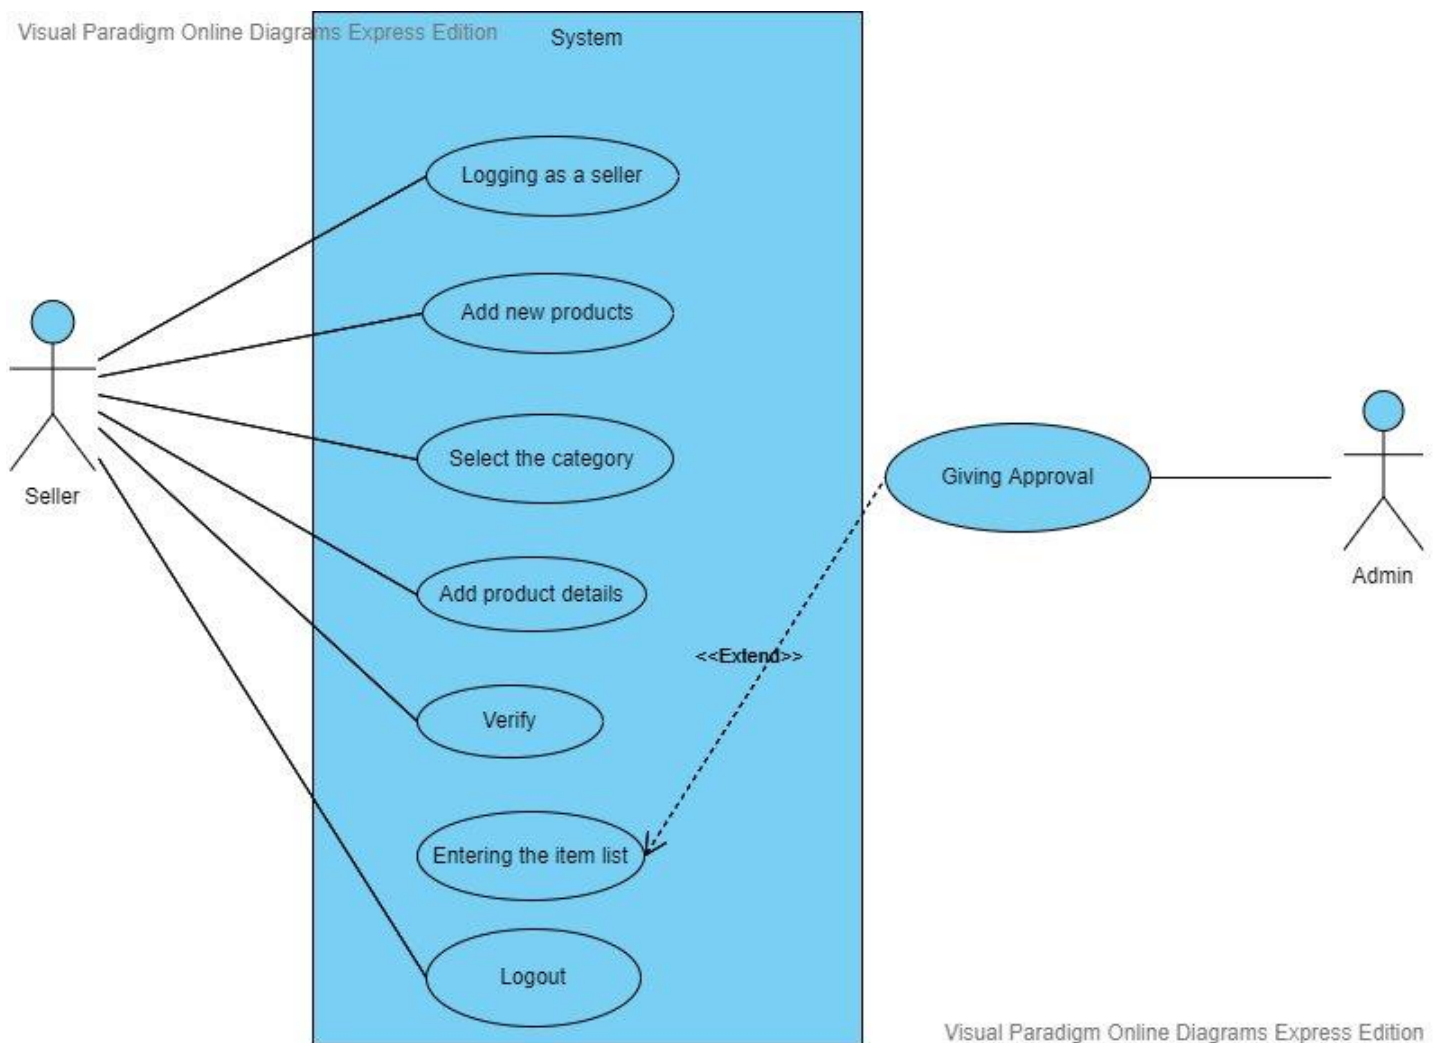 Visual Paradigm Online Diagrams Express Edition
System
Logging as a seller
Add new products
Select the category
Giving Approval
Seller
Admin
Add product details
<<Extend>>
Verify
Entering the item list
Logout
Visual Paradigm Online Diagrams Express Edition